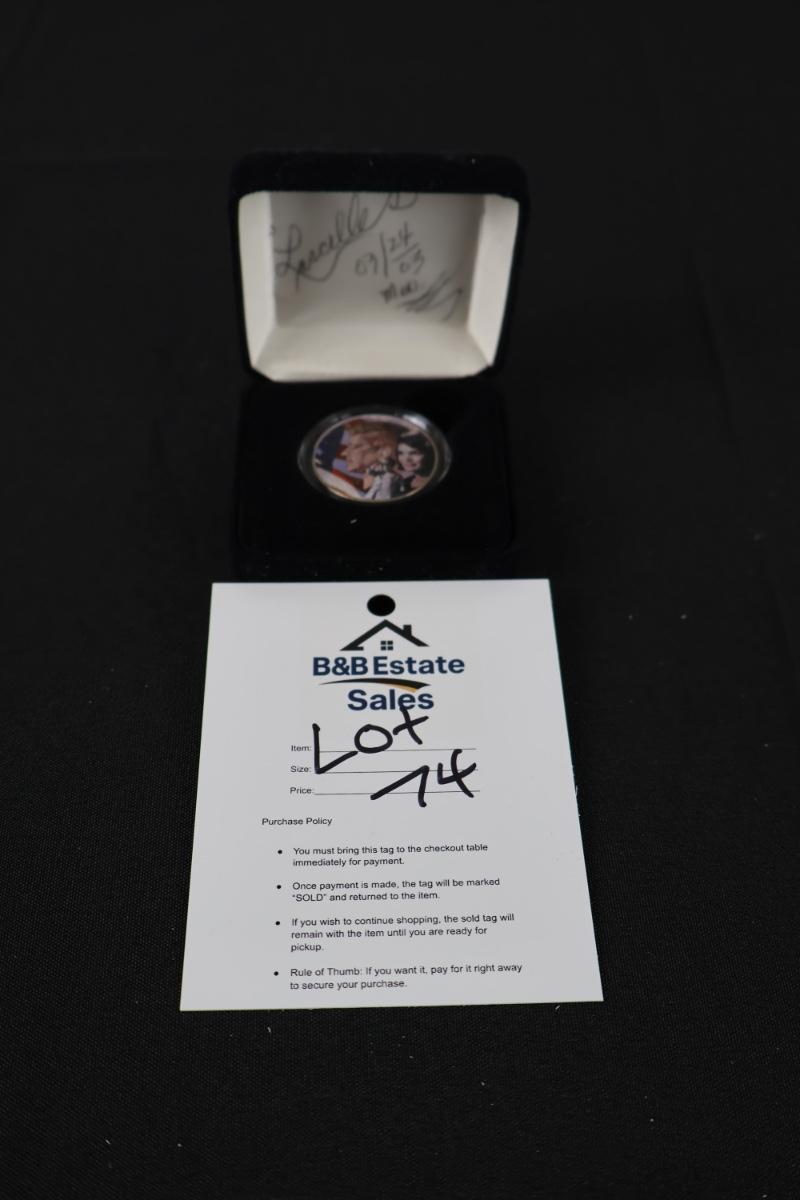 03/24/03
B&B Estate
Sales
Item: Lot
Size:
Price: 14
Purchase Policy
• You must bring this tag to the checkout table
immediately for payment.
• Once payment is made, the tag will be marked
"SOLD" and returned to the item.
• If you wish to continue shopping, the sold tag will
remain with the item until you are ready for
pickup.
• Rule of Thumb: If you want it, pay for it right away
to secure your purchase.